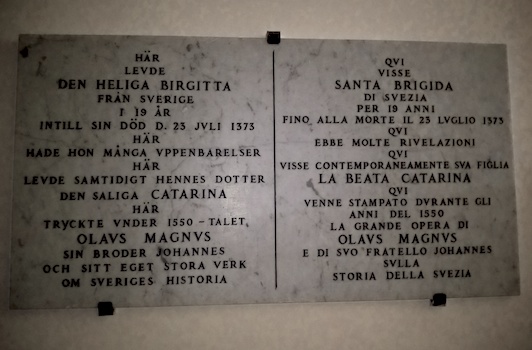 HÄR
LEVDE
DEN HELIGA BIRGITTA
FRÅN SVERIGE
I 19 ÅR
INTILL SIN DÖD D. 23 JVLI 1373
HÄR
HADE HON MÅNGA VPPENBARELSER
HÄR
LEVDE SAMTIDIGT HENNES DOTTER
DEN SALIGA CATARINA
HÄR
TRYCKTE VNDER 1550-TALET
OLAVS MAGNVS
SIN BRODER JOHANNES
OCH SITT EGET STORA VERK
OM SVERIGES HISTORIA
QVI
VISSE
SANTA BRIGIDA
DI SVEZIA
PER 19 ANNI
FINO ALLA MORTE IL 23 LVGLIO 1373
QVI
EBBE MOLTE RIVELAZIONI
QVI
VISSE CONTEMPORANEAMENTE SVA FIGLIA
LA BEATA CATARINA
QVI
VENNE STAMPATO DVRANTE GLI
ANNI DEL 1550
LA GRANDE OPERA DI
OLAVS MAGNVS
E DI SVO FRATELLO JOHANNES
SVLLA
STORIA DELLA SVEZIA